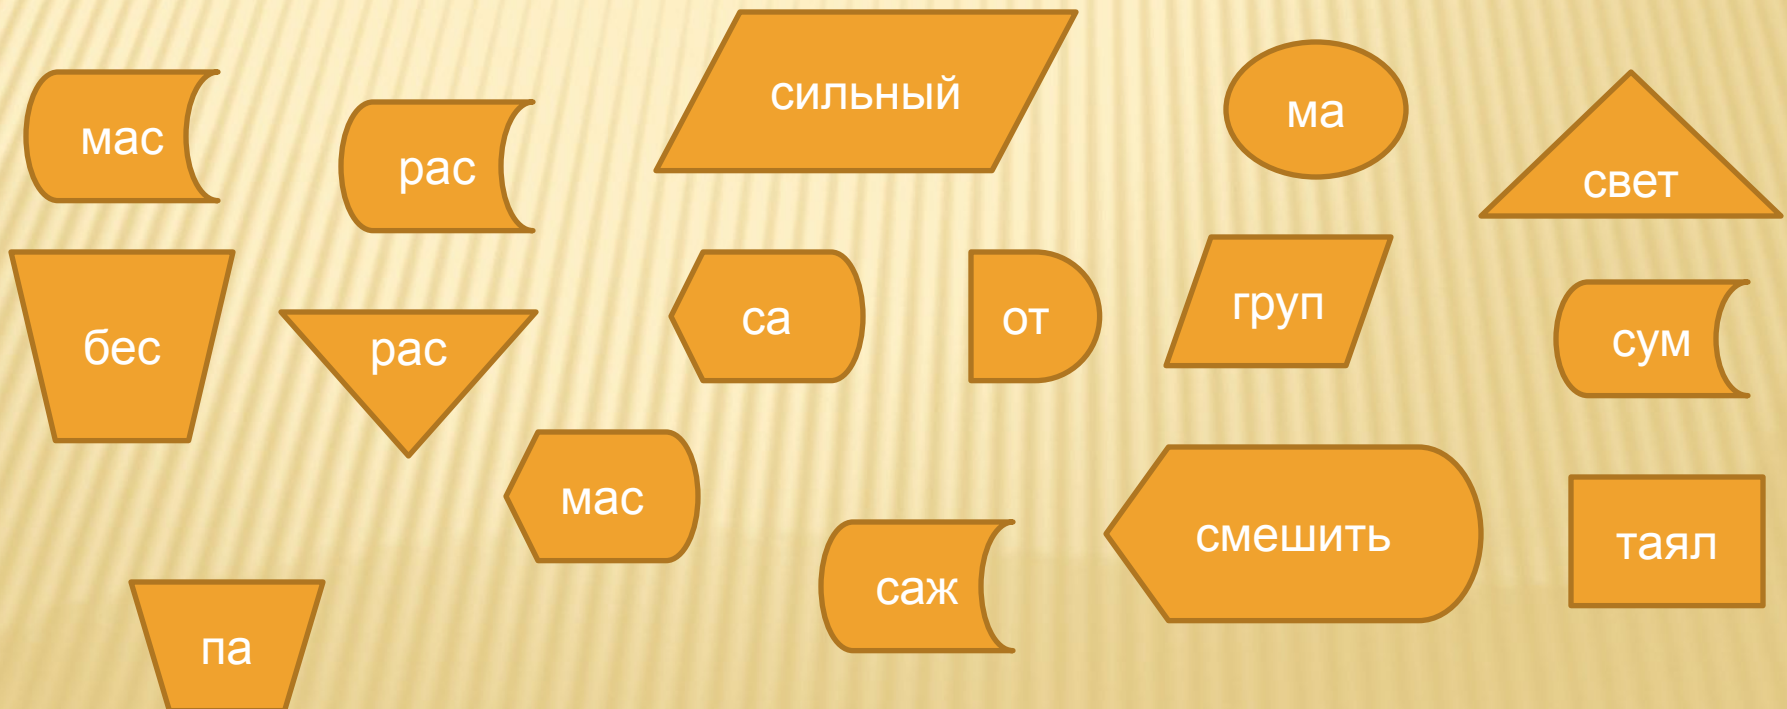 сильный
ма
мас
рас
свет
са
от
груп
бес
рас
сум
мас
смешить
таял
саж
па